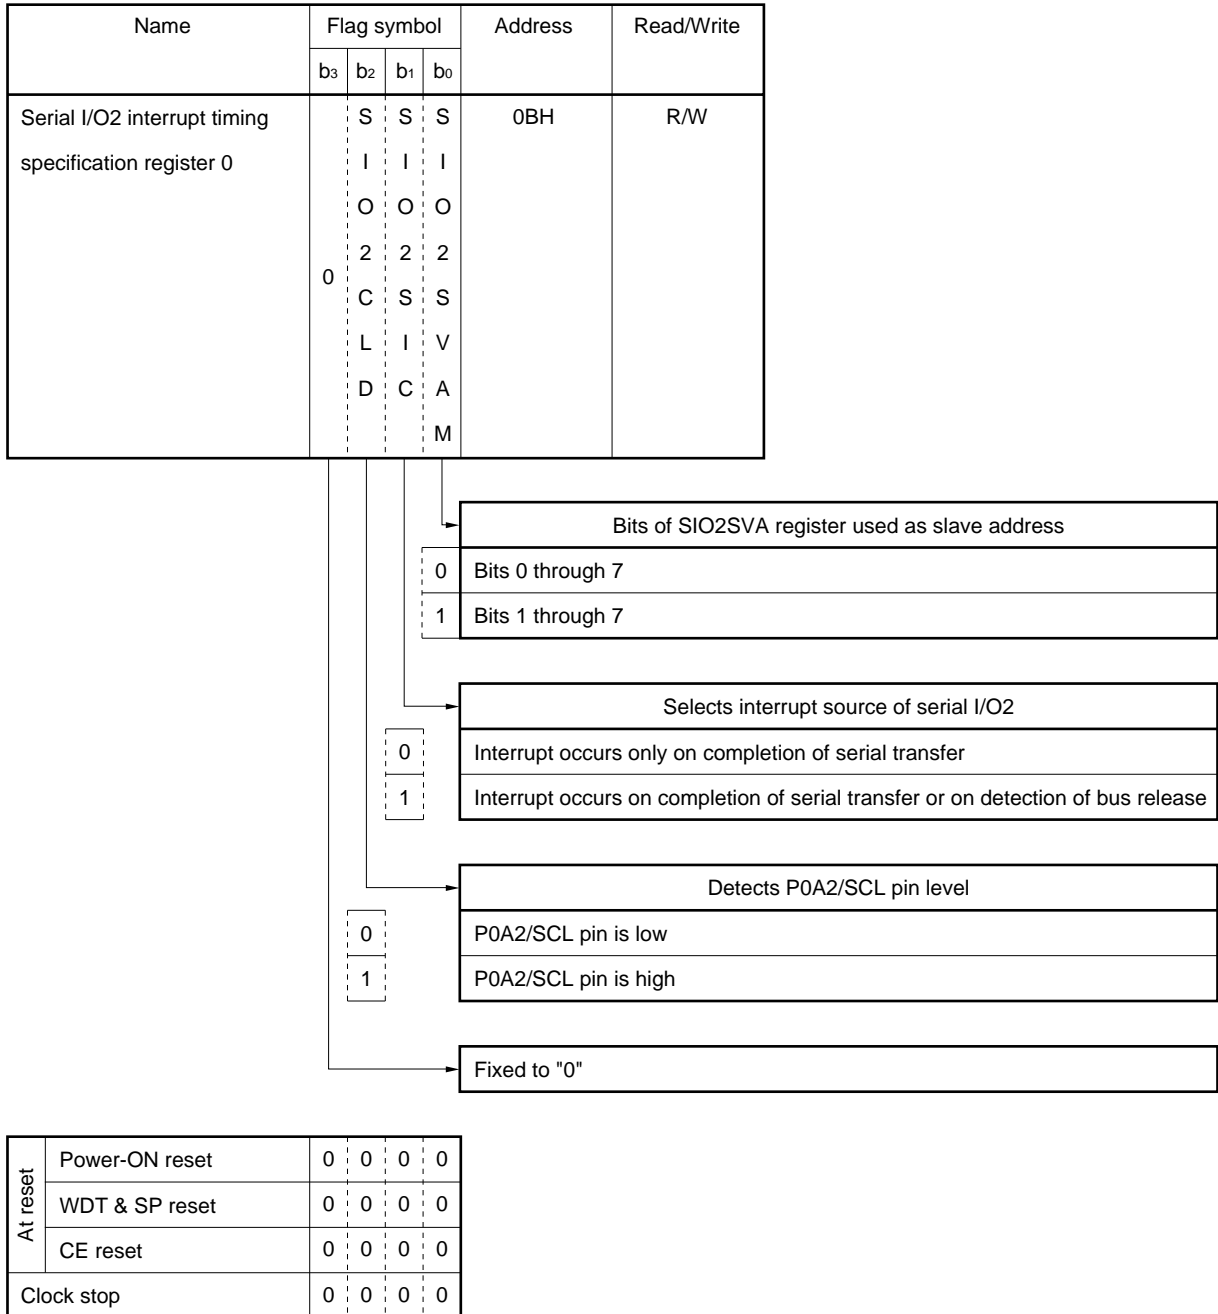 Name Flag symbol Address Read/Write
b3 b2 b1 b0
Serial I/O2 interrupt timing S S S 0BH R/W
specification register 0 I I I
O O O
2 2 2
0
C S S
L I V
D C A
M
Bits of SIO2SVA register used as slave address
0 Bits 0 through 7
1 Bits 1 through 7
Selects interrupt source of serial I/O2
0 Interrupt occurs only on completion of serial transfer
1 Interrupt occurs on completion of serial transfer or on detection of bus release
Detects P0A2/SCL pin level
0 P0A2/SCL pin is low
1 P0A2/SCL pin is high
Fixed to "0"
At reset
Power-ON reset 0 0 0 0
WDT & SP reset 0 0 0 0
CE reset 0 0 0 0
Clock stop 0 0 0 0